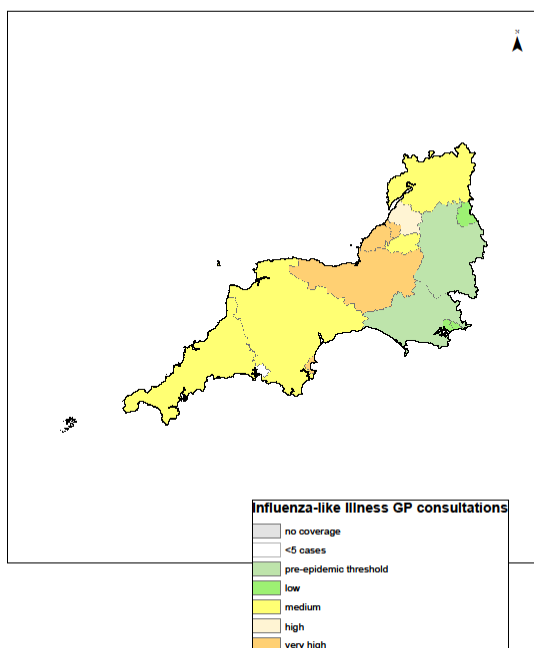 N
Influenza-like Illness GP consultations
no coverage
<5 cases
pre-epidemic threshold
low
medium
high
very high